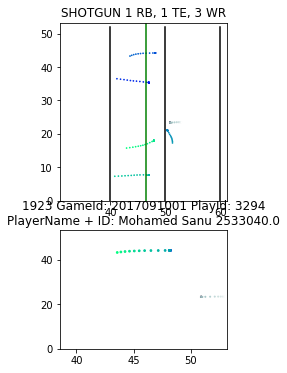 SHOTGUN 1 RB, 1 TE, 3 WR
50
40
30
20
10
0
40 50 60
1923 GameId: 2017091001 PlayId: 3294
PlayerName + ID: Mohamed Sanu 2533040.0
40
20
0
40 45 50